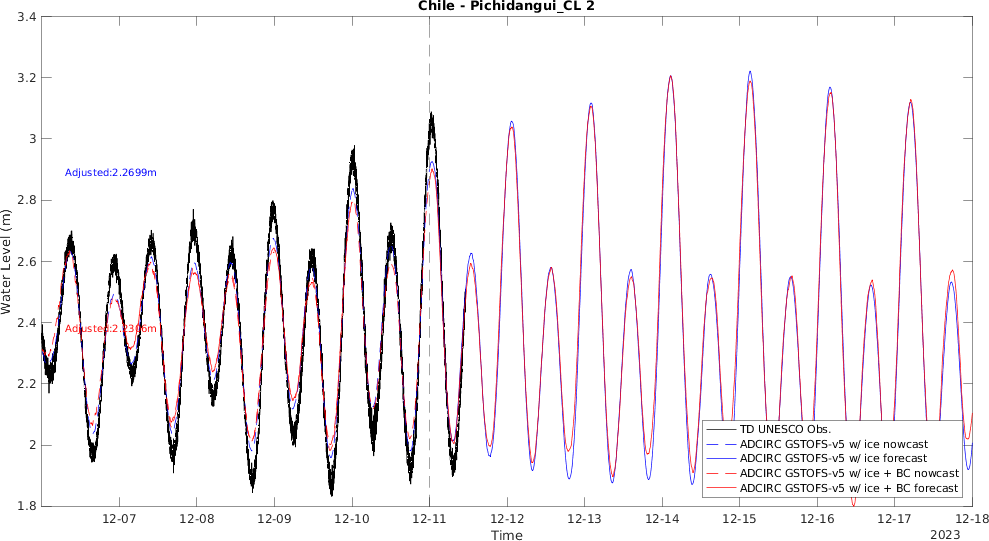 Chile - Pichidangui_CL 2
3.4
3.2
3
2.8
2.6
2.4
2.2
2
1.8
Water Level (m)
Adjusted:2.2699m
Adjusted:2.2306m
TD UNESCO Obs.
ADCIRC GSTOFS-v5 w/ ice nowcast
ADCIRC GSTOFS-v5 w/ ice forecast
ADCIRC GSTOFS-v5 w/ ice + BC nowcast
ADCIRC GSTOFS-v5 w/ ice + BC forecast
12-07 12-08 12-09 12-10 12-11 12-12 12-13 12-14 12-15 12-16 12-17 12-18
Time
2023